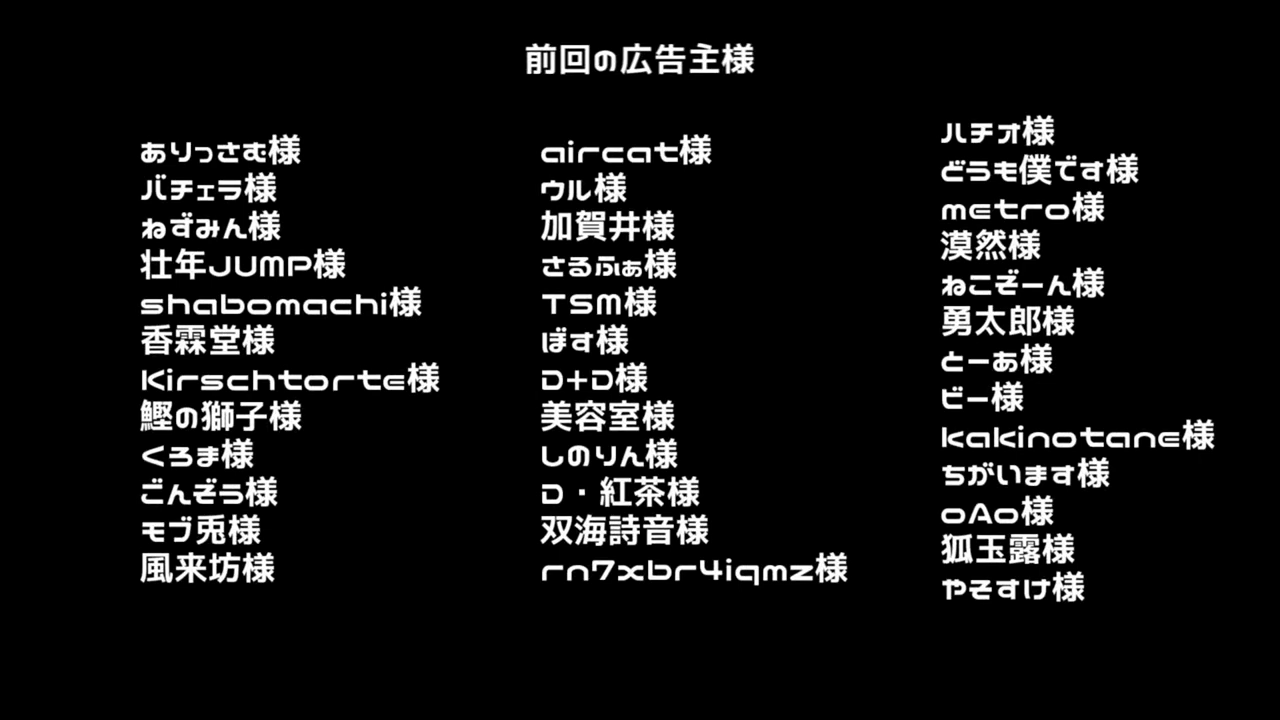 前回の広告主様
ありっさむ様
バチェラ様
ねずみん様
壮年JUMP様
shabomachi様
香霖堂様
Kirschtorte様
鰹の獅子様
くろま様
ごんぞう様
モブ兎様
風来坊様
aircat様
ウル様
加賀井様
さるふぁ様
TSM様
ぼす様
D+D様
美容室様
しのりん様
D・紅茶様
双海詩音様
rn7xbr4iqmz様
ハチオ様
どうも僕です様
metro様
漠然様
ねこぞーん様
勇太郎様
とーぁ様
ビー様
kakinotane様
ちがいます様
oAo様
狐玉露様
やそすけ様